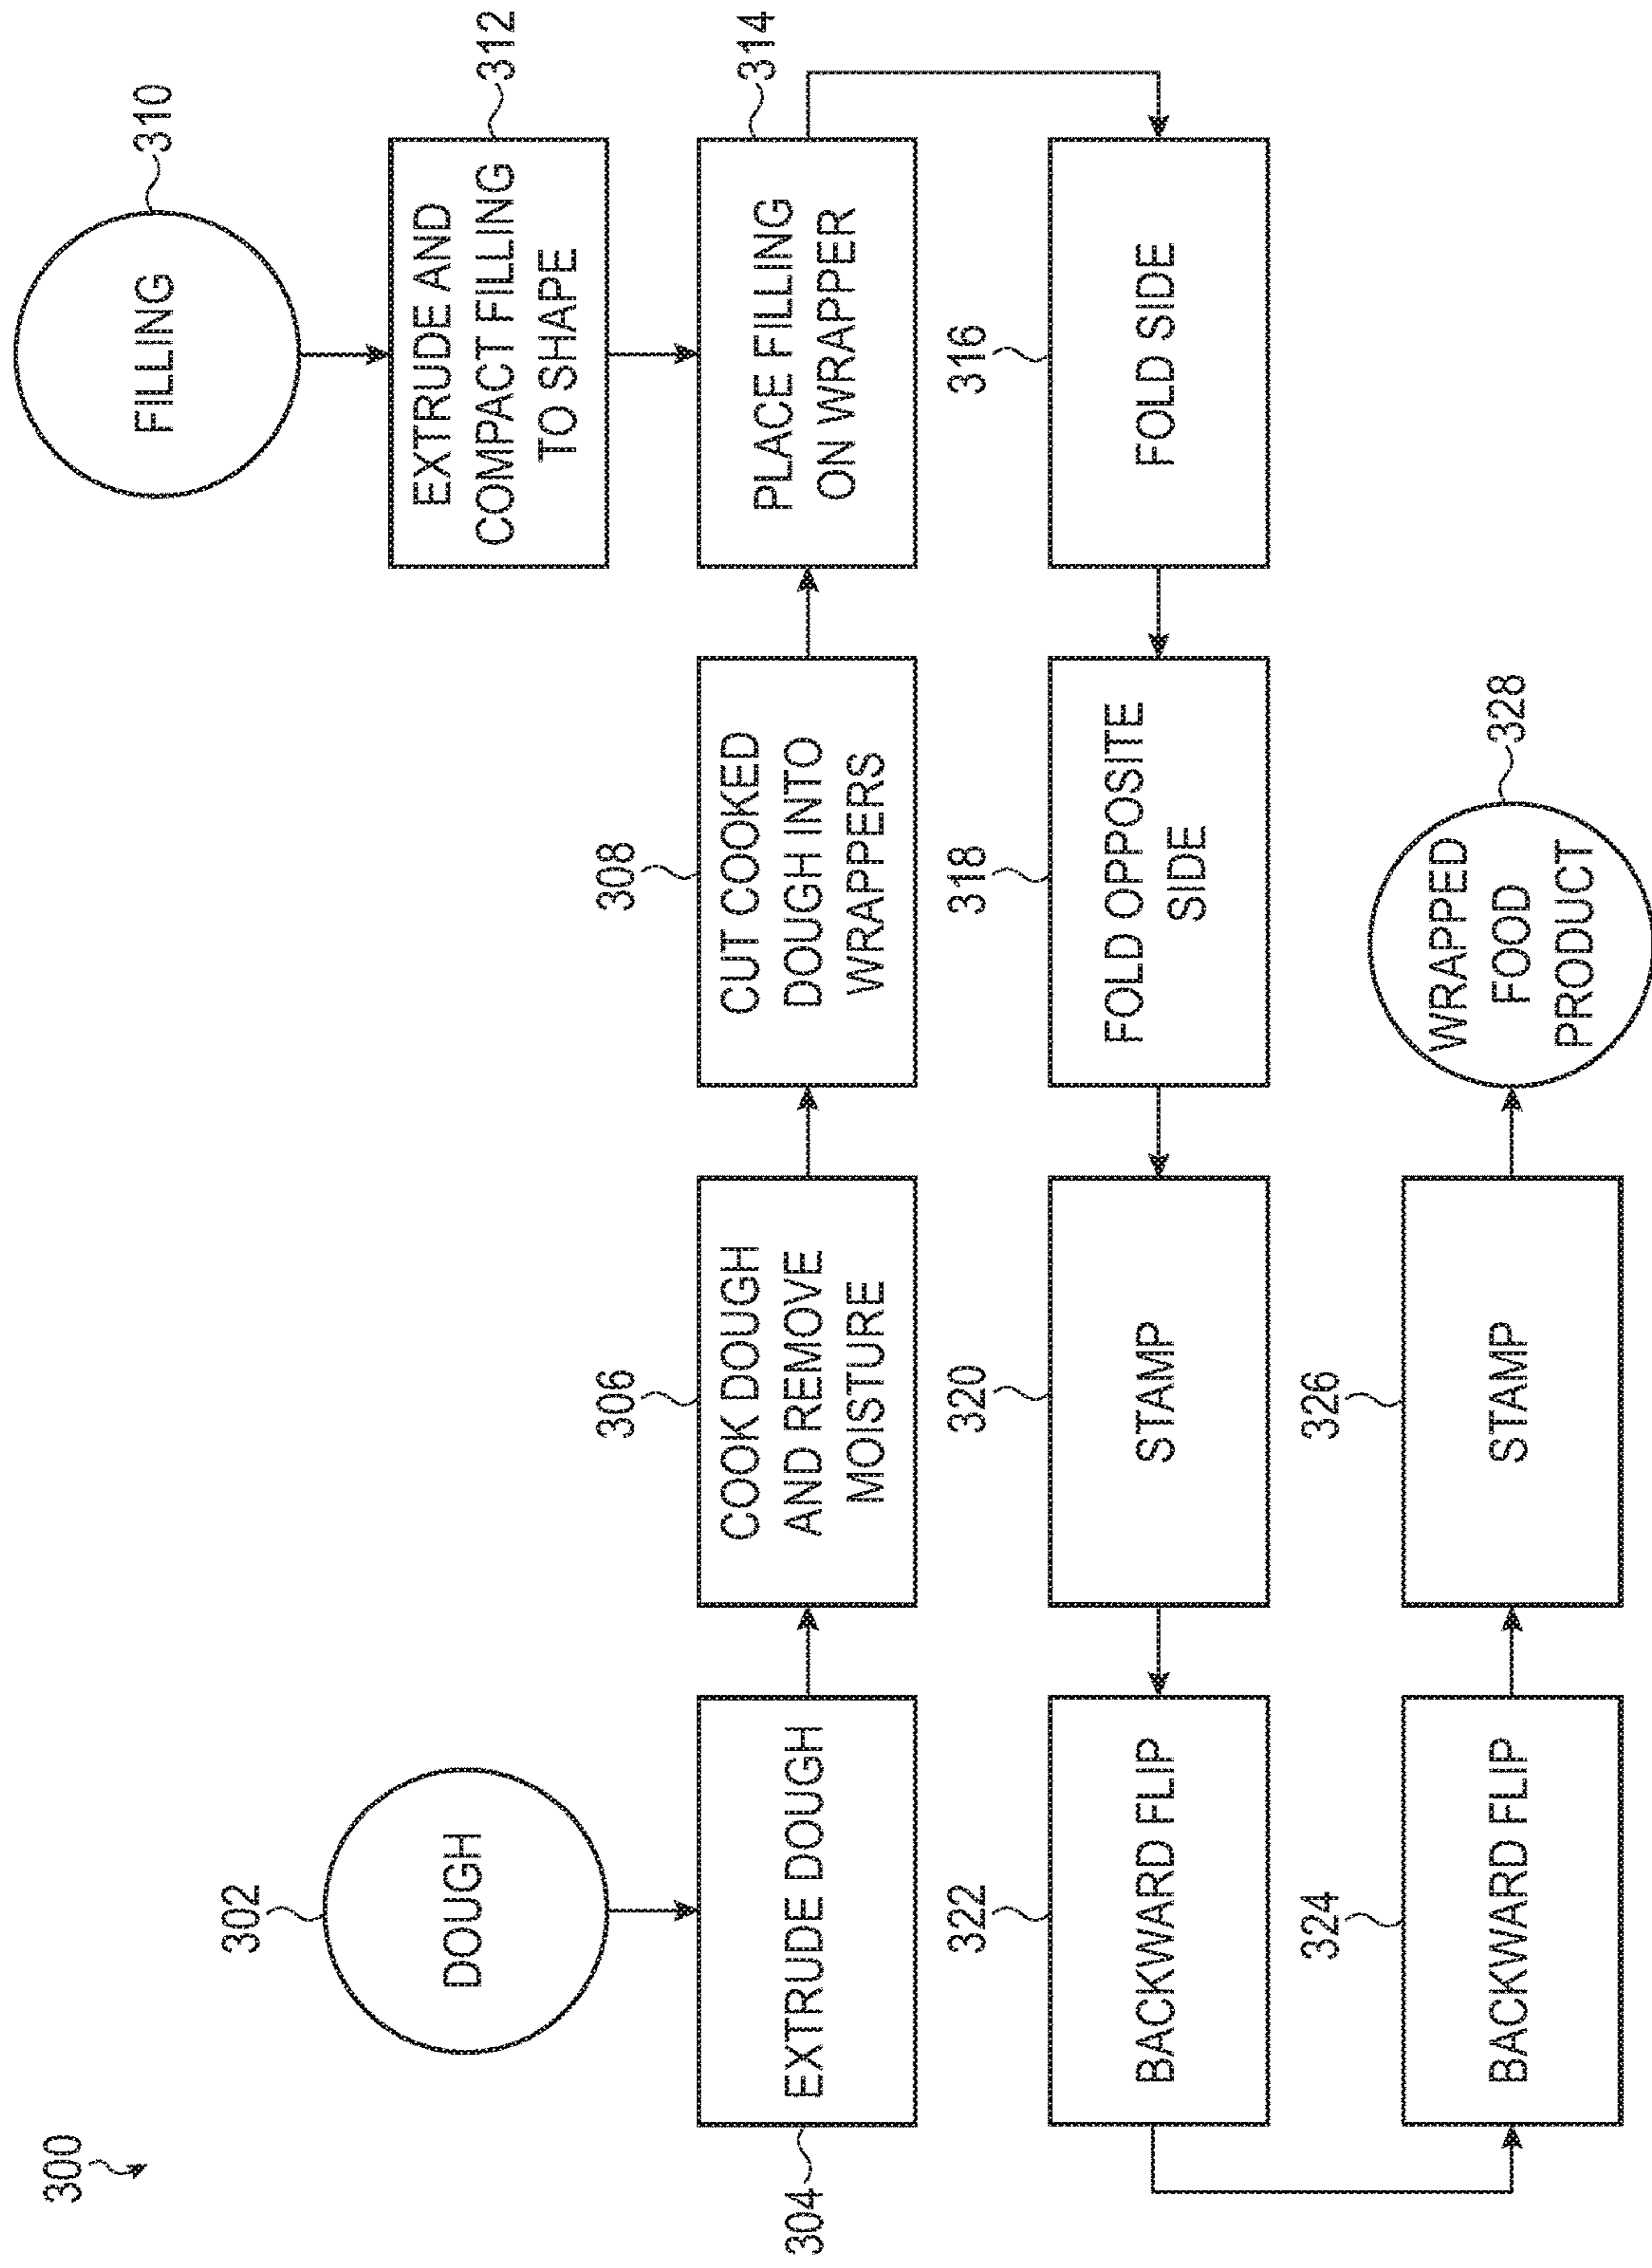 300
302
DOUGH
310
FILLING
304
EXTRUDE DOUGH
306
COOK DOUGH
AND REMOVE
MOISTURE
308
CUT COOKED
DOUGH INTO
WRAPPERS
312
EXTRUDE AND
COMPACT FILLING
TO SHAPE
314
PLACE FILLING
ON WRAPPER
316
FOLD SIDE
318
FOLD OPPOSITE
SIDE
320
STAMP
322
BACKWARD FLIP
324
BACKWARD FLIP
326
STAMP
328
WRAPPED
FOOD
PRODUCT